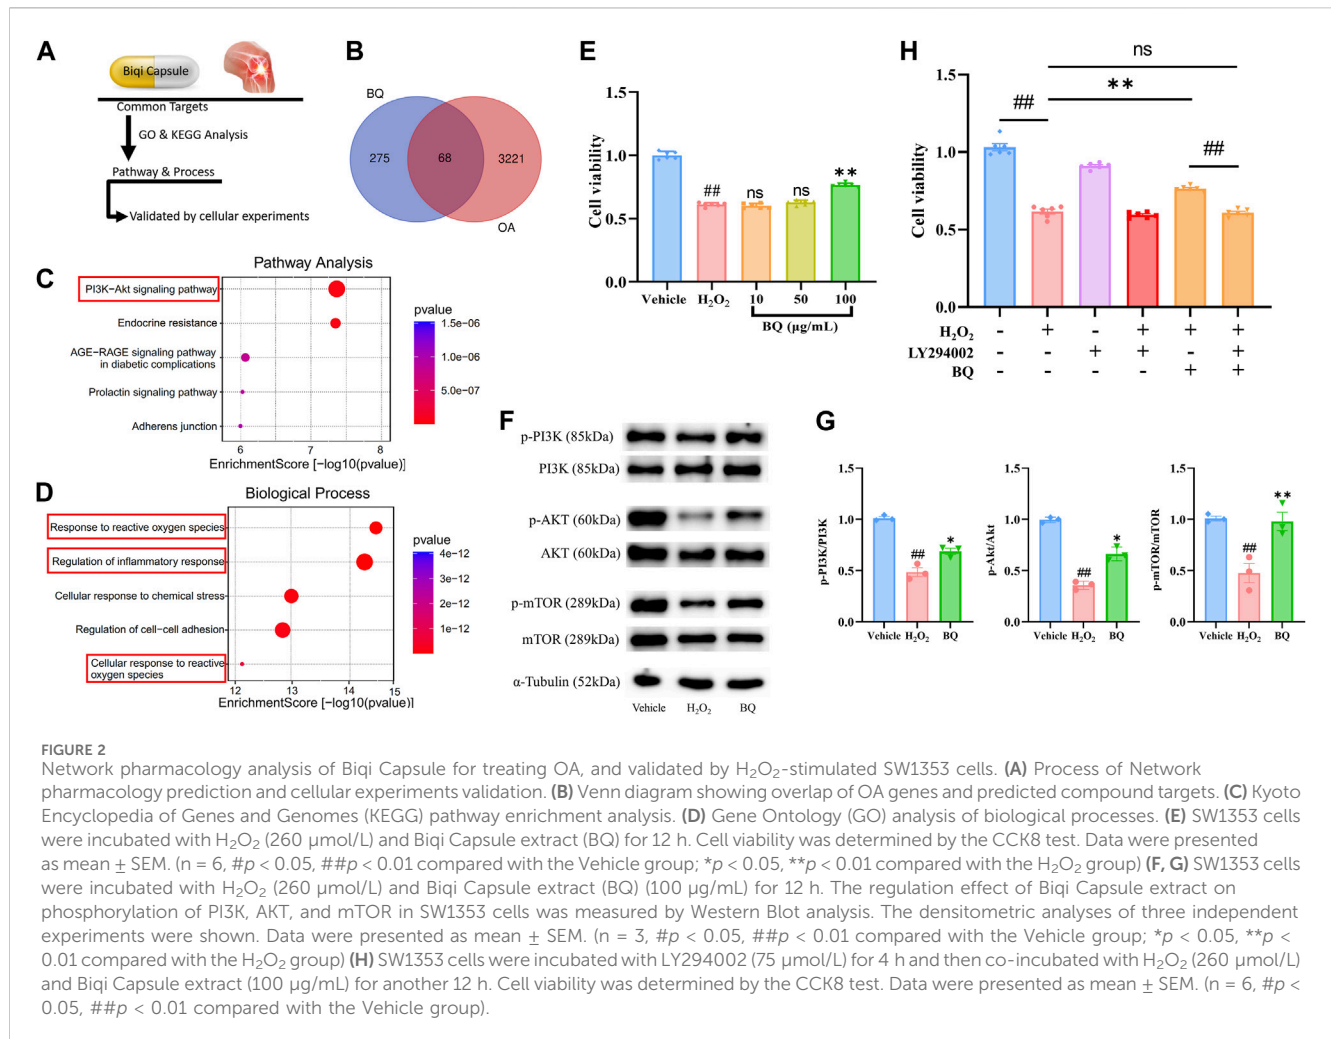 A
Biqi Capsule
Common Targets
GO & KEGG Analysis
Pathway & Process
Validated by cellular experiments
B
BQ
275
68
3221
OA
C
Pathway Analysis
PI3K−Akt signaling pathway
Endocrine resistance
AGE−RAGE signaling pathway
in diabetic complications
Prolactin signaling pathway
Adherens junction
6
7
8
EnrichmentScore [−log10(pvalue)]
pvalue
1.5e−06
1.0e−06
5.0e−07
D
Biological Process
Response to reactive oxygen species
Regulation of inflammatory response
Cellular response to chemical stress
Regulation of cell−cell adhesion
Cellular response to reactive
oxygen species
12
13
14
15
EnrichmentScore [−log10(pvalue)]
pvalue
4e−12
3e−12
2e−12
1e−12
E
Cell viability
1.5
1.0
0.5
0.0
##
ns
ns
**
Vehicle
H₂O₂
10
50
100
BQ (μg/mL)
F
p-PI3K (85kDa)
PI3K (85kDa)
p-AKT (60kDa)
AKT (60kDa)
p-mTOR (289kDa)
mTOR (289kDa)
α-Tubulin (52kDa)
Vehicle
H₂O₂
BQ
G
p-PI3K/PI3K
1.5
1.0
0.5
0.0
##
*
Vehicle
H₂O₂
BQ
p-Akt/Akt
1.5
1.0
0.5
0.0
##
*
Vehicle
H₂O₂
BQ
p-mTOR/mTOR
1.5
1.0
0.5
0.0
##
**
Vehicle
H₂O₂
BQ
H
Cell viability
1.5
1.0
0.5
0.0
ns
**
##
##
H₂O₂ - + - + + +
LY294002 - - + + - +
BQ - - - - + +
FIGURE 2
Network pharmacology analysis of Biqi Capsule for treating OA, and validated by H₂O₂-stimulated SW1353 cells. (A) Process of Network
pharmacology prediction and cellular experiments validation. (B) Venn diagram showing overlap of OA genes and predicted compound targets. (C) Kyoto
Encyclopedia of Genes and Genomes (KEGG) pathway enrichment analysis. (D) Gene Ontology (GO) analysis of biological processes. (E) SW1353 cells
were incubated with H₂O₂ (260 μmol/L) and Biqi Capsule extract (BQ) for 12 h. Cell viability was determined by the CCK8 test. Data were presented
as mean ± SEM. (n = 6, #p < 0.05, ##p < 0.01 compared with the Vehicle group; *p < 0.05, **p < 0.01 compared with the H₂O₂ group) (F, G) SW1353 cells
were incubated with H₂O₂ (260 μmol/L) and Biqi Capsule extract (BQ) (100 μg/mL) for 12 h. The regulation effect of Biqi Capsule extract on
phosphorylation of PI3K, AKT, and mTOR in SW1353 cells was measured by Western Blot analysis. The densitometric analyses of three independent
experiments were shown. Data were presented as mean ± SEM. (n = 3, #p < 0.05, ##p < 0.01 compared with the Vehicle group; *p < 0.05, **p <
0.01 compared with the H₂O₂ group) (H) SW1353 cells were incubated with LY294002 (75 μmol/L) for 4 h and then co-incubated with H₂O₂ (260 μmol/L)
and Biqi Capsule extract (100 μg/mL) for another 12 h. Cell viability was determined by the CCK8 test. Data were presented as mean ± SEM. (n = 6, #p <
0.05, ##p < 0.01 compared with the Vehicle group).